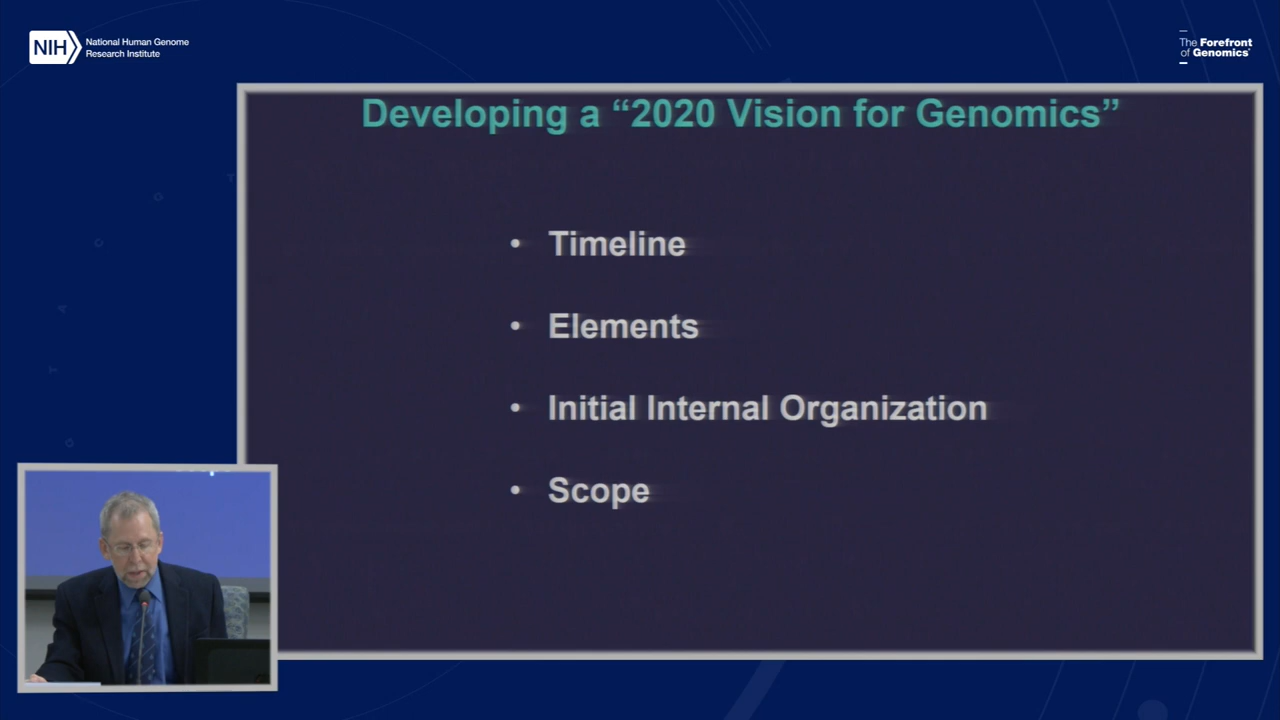 NIH
National Human Genome
Research Institute
The Forefront
of Genomics®
Developing a “2020 Vision for Genomics”
• Timeline
• Elements
• Initial Internal Organization
• Scope